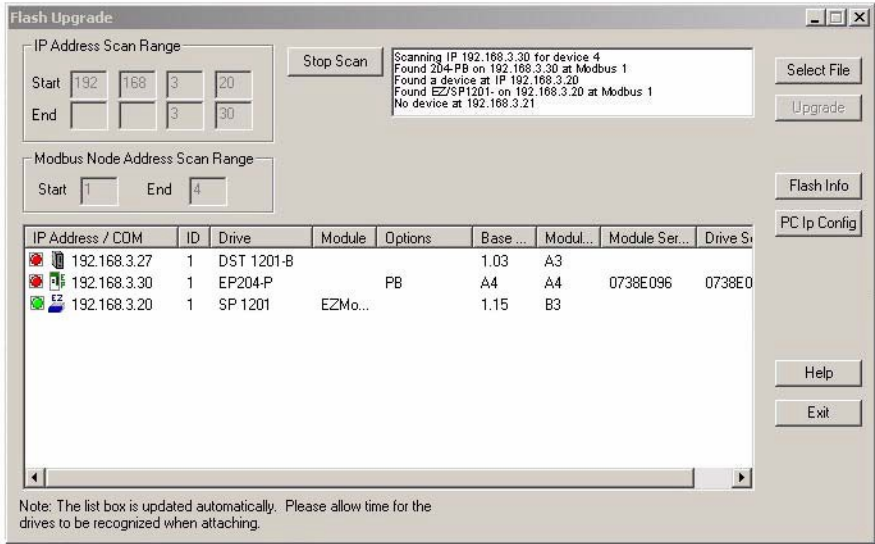 Flash Upgrade
IP Address Scan Range
Start 192 168 3 20
End 3 30
Stop Scan
Scanning IP 192.168.3.30 for device 4
Found 204-PB on 192.168.3.30 at Modbus 1
Found a device at IP 192.168.3.20
Found EZ/SP1201- on 192.168.3.20 at Modbus 1
No device at 192.168.3.21
Select File
Upgrade
Modbus Node Address Scan Range
Start 1 End 4
Flash Info
PC Ip Config
IP Address / COM ID Drive Module Options Base ... Modul... Module Ser... Drive S
192.168.3.27 1 DST 1201-B 1.03 A3
192.168.3.30 1 EP204-P PB A4 A4 0738E096 0738E0
EZ 192.168.3.20 1 SP 1201 EZMo... 1.15 B3
Help
Exit
Note: The list box is updated automatically. Please allow time for the
drives to be recognized when attaching.